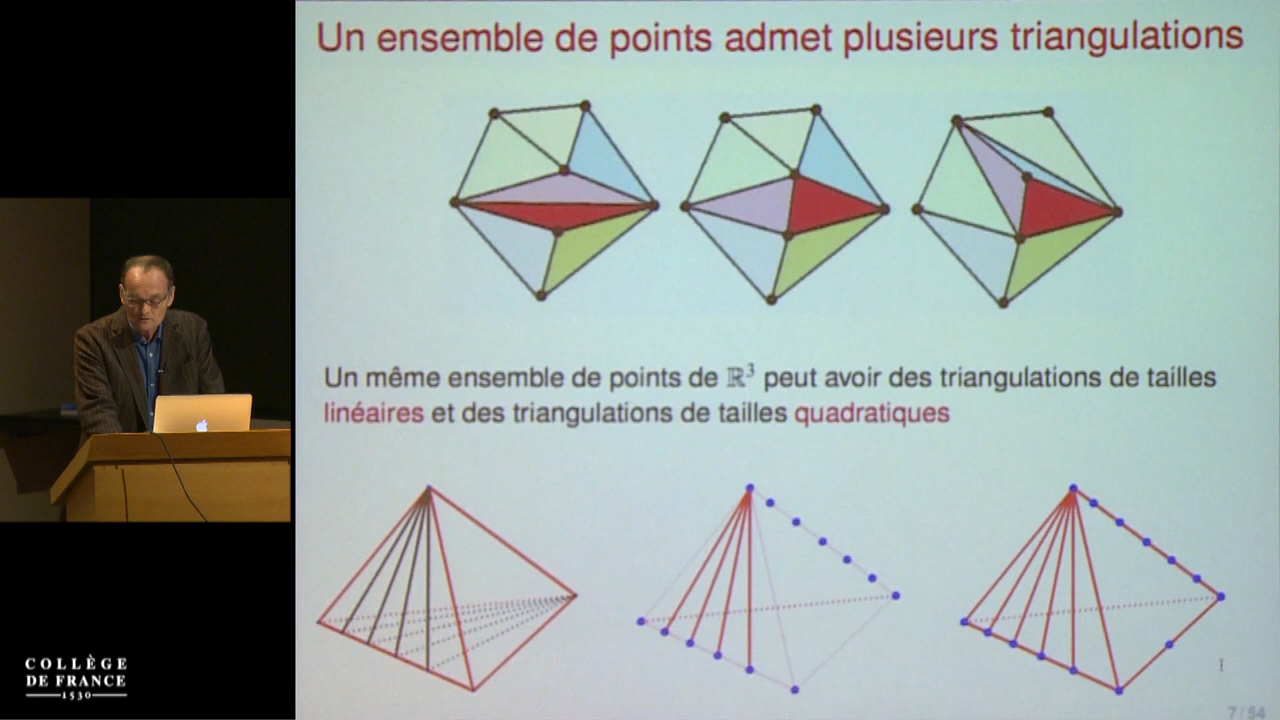 Un ensemble de points admet plusieurs triangulations
Un même ensemble de points de ℝ³ peut avoir des triangulations de tailles
linéaires et des triangulations de tailles quadratiques
COLLÈGE
DE FRANCE
1530
7 / 54